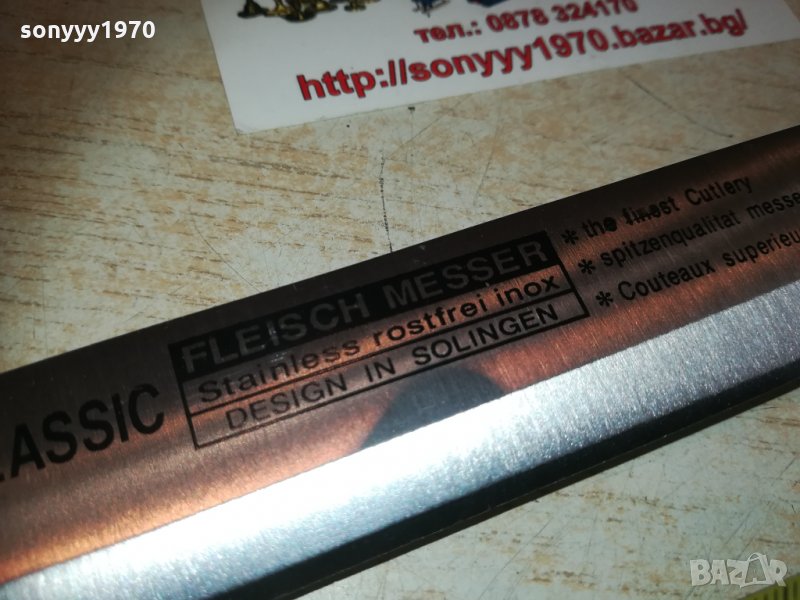 sonyyy1970
тел.: 0878 324170
http://sonyyy1970.bazar.bg/
FLEISCH MESSER
Stainless rostfrei inox
DESIGN IN SOLINGEN
* the finest Cutlery
* spitzenqualitat messe
* Couteaux superieu
LASSIC
BAZAR